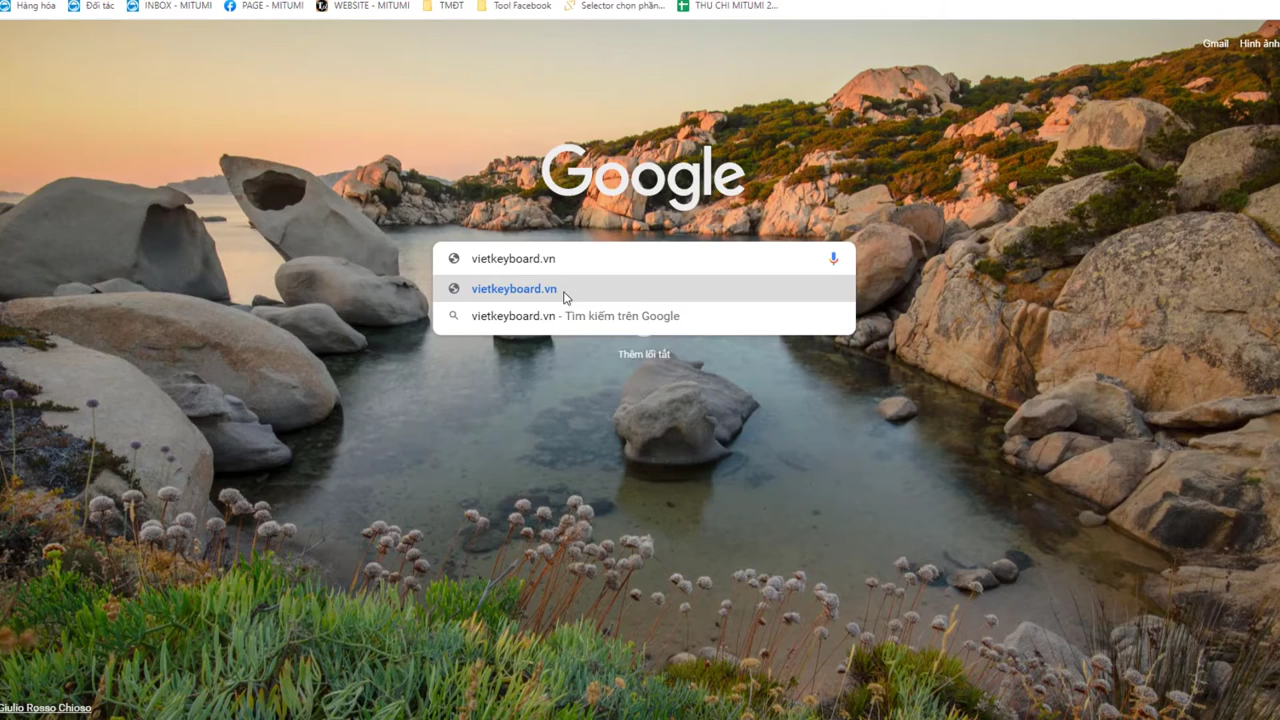 Hàng hóa Đối tác INBOX - MITUMI PAGE - MITUMI WEBSITE - MITUMI TMĐT Tool Facebook Selector chọn phần... THU CHI MITUMI 2...
Gmail Hình ảnh
Google
vietkeyboard.vn
vietkeyboard.vn
vietkeyboard.vn - Tìm kiếm trên Google
Thêm lối tắt
Giulio Rosso Chioso